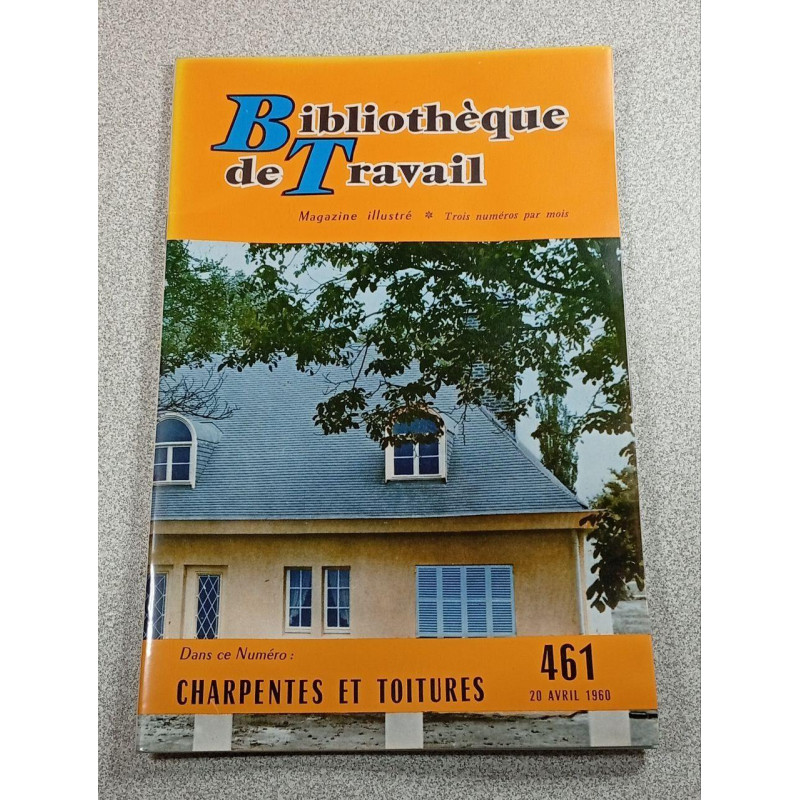 Bibliothèque
de Travail
Magazine illustré * Trois numéros par mois
Dans ce Numéro :
CHARPENTES ET TOITURES
461
20 AVRIL 1960